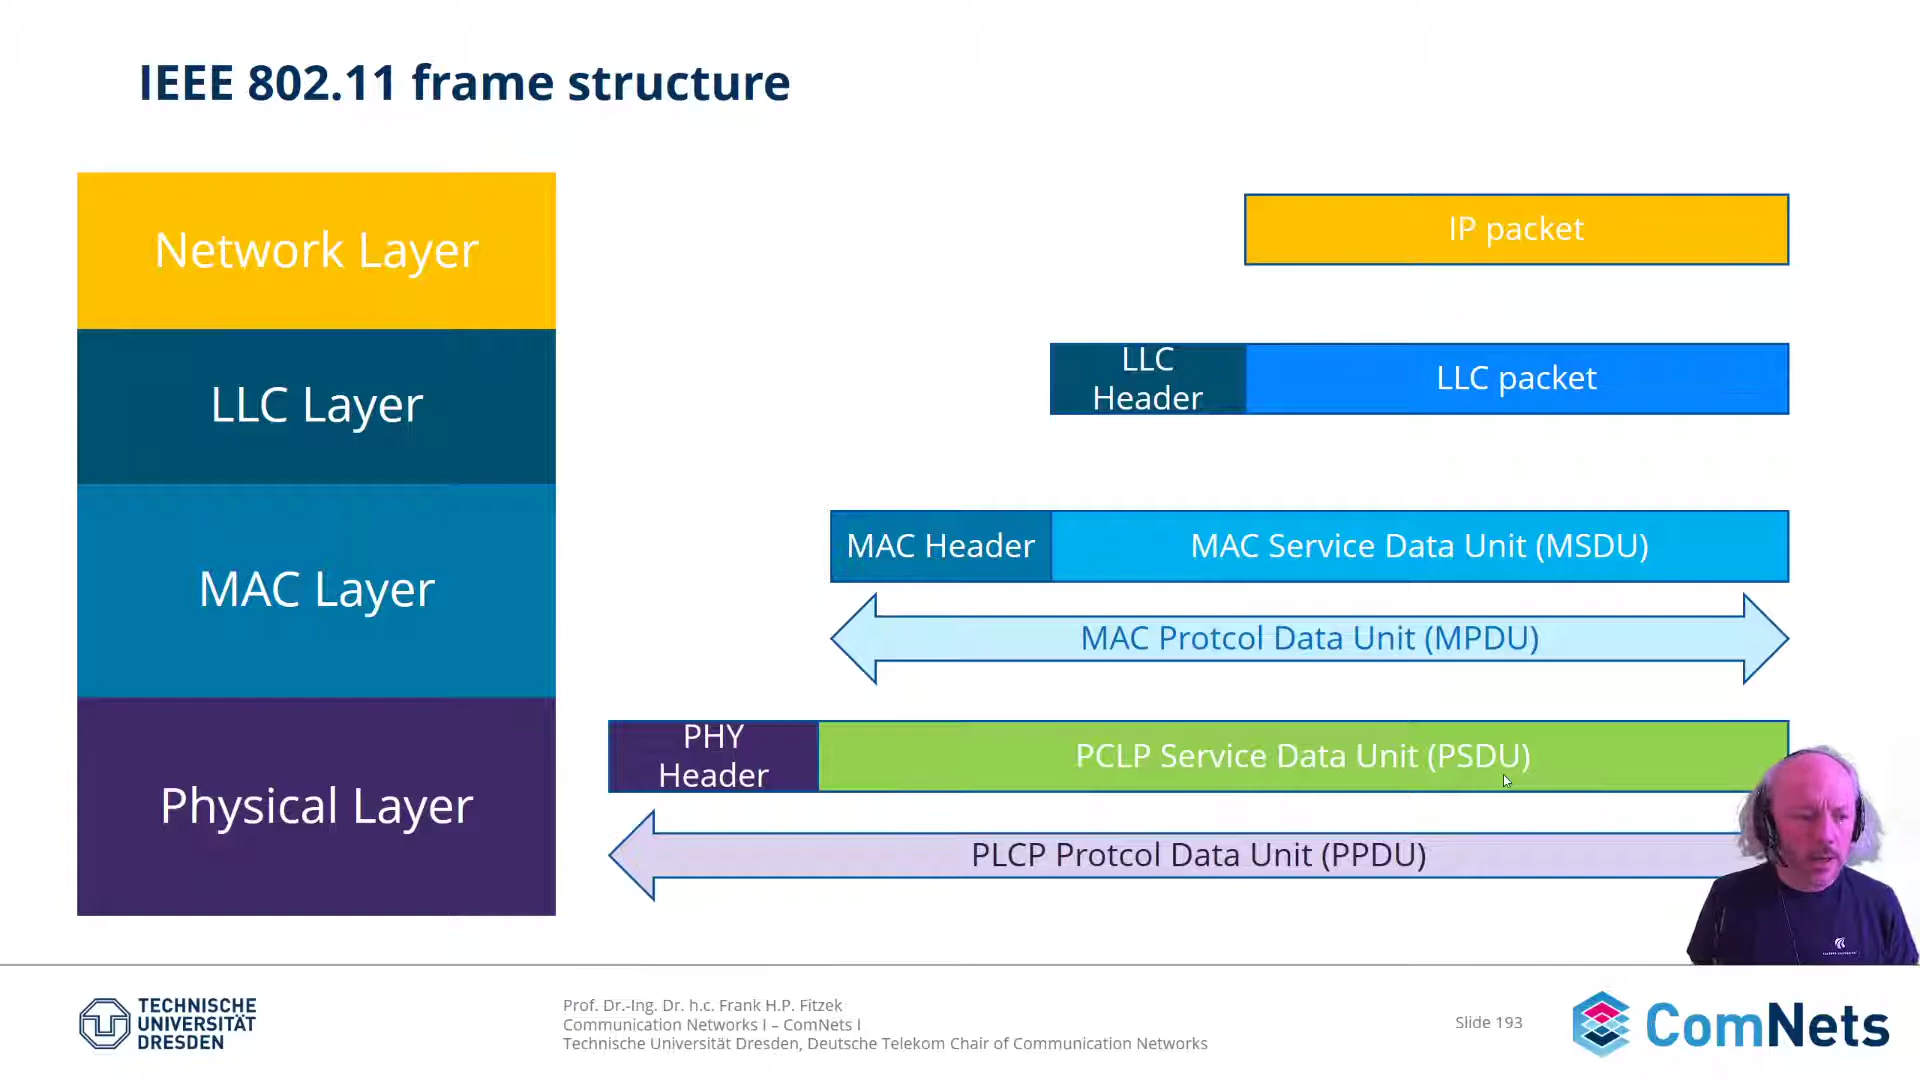 IEEE 802.11 frame structure
Network Layer
IP packet
LLC Layer
LLC
Header
LLC packet
MAC Layer
MAC Header
MAC Service Data Unit (MSDU)
MAC Protcol Data Unit (MPDU)
Physical Layer
PHY
Header
PCLP Service Data Unit (PSDU)
PLCP Protcol Data Unit (PPDU)
TECHNISCHE
UNIVERSITÄT
DRESDEN
Prof. Dr.-Ing. Dr. h.c. Frank H.P. Fitzek
Communication Networks I – ComNets I
Technische Universität Dresden, Deutsche Telekom Chair of Communication Networks
Slide 193
ComNets